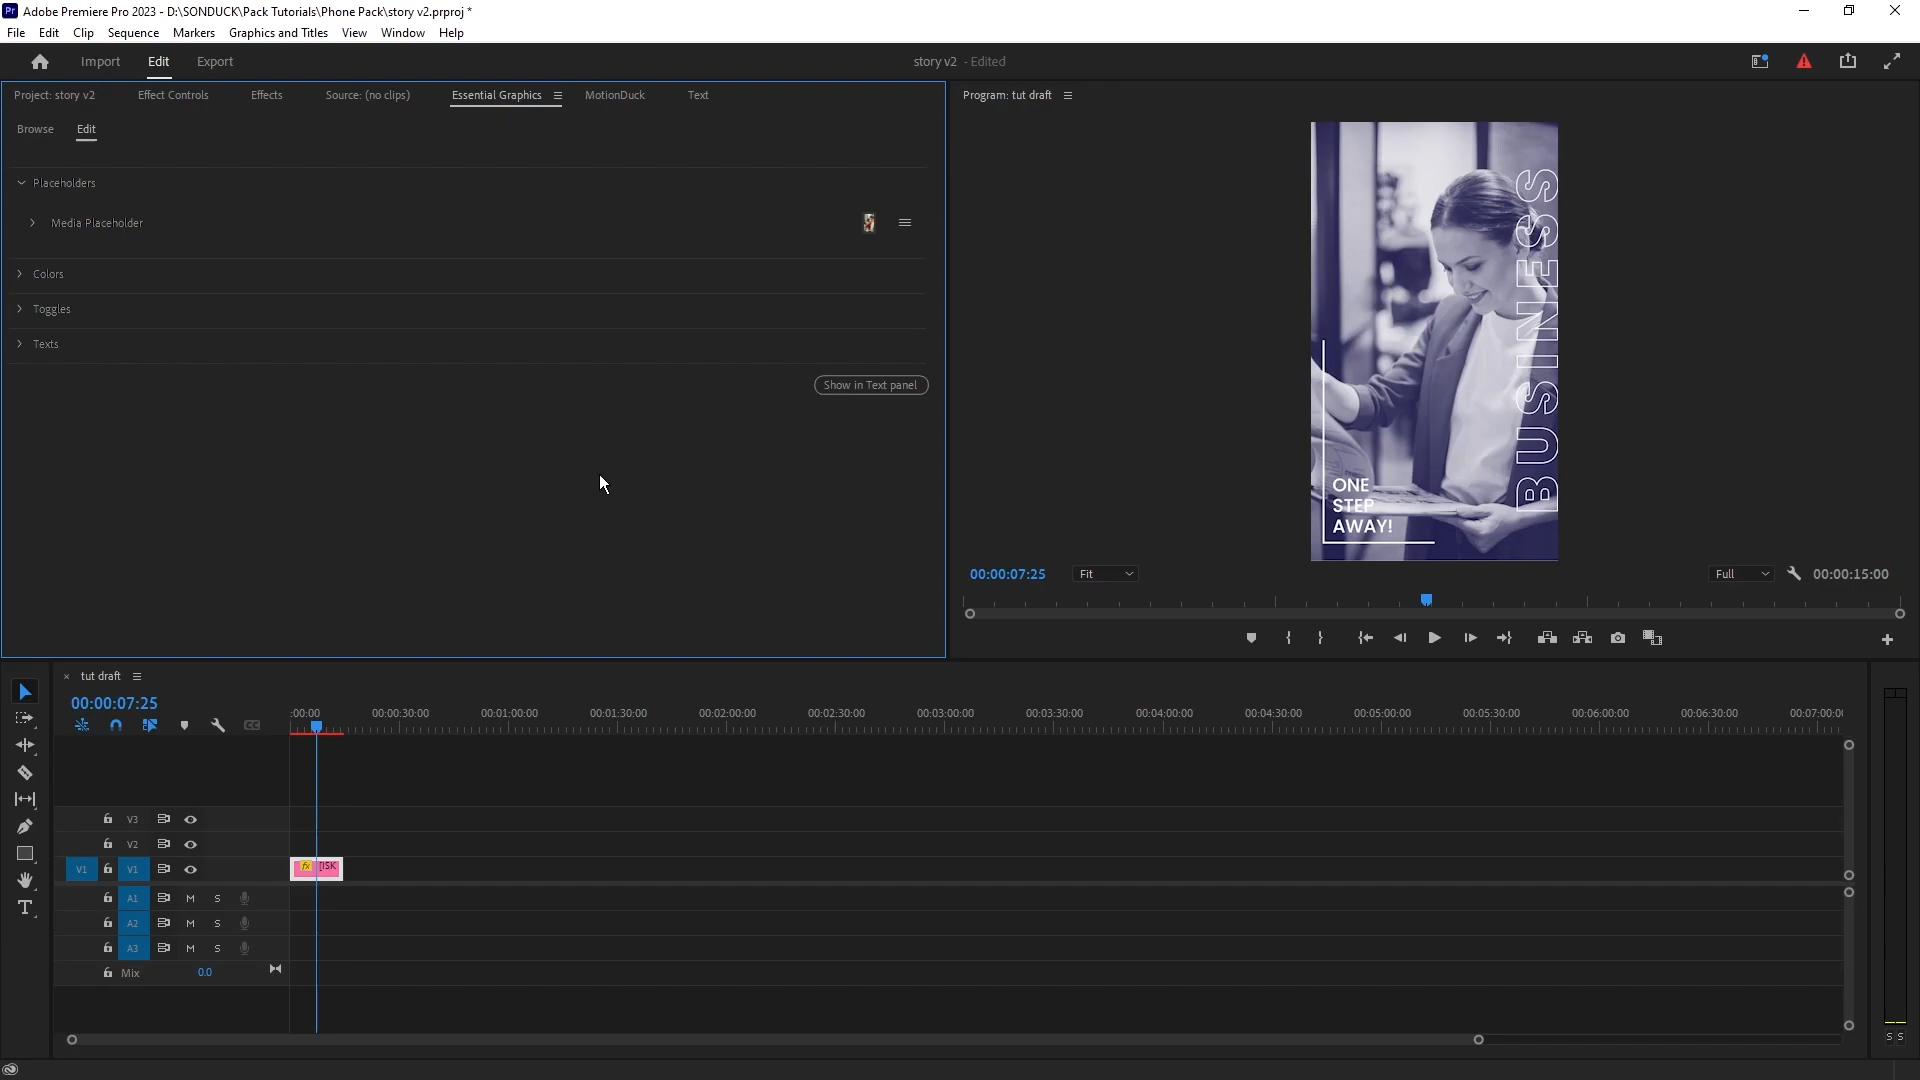 Pr Adobe Premiere Pro 2023 - D:\SONDUCK\Pack Tutorials\Phone Pack\story v2.prproj *
File Edit Clip Sequence Markers Graphics and Titles View Window Help
Import Edit Export story v2 - Edited
Project: story v2 Effect Controls Effects Source: (no clips) Essential Graphics MotionDuck Text
Program: tut draft
Browse Edit
Placeholders
Media Placeholder
Colors
Toggles
Texts
Show in Text panel
BUSINESS
ONE
STEP
AWAY!
00:00:07:25 Fit Full 00:00:15:00
× tut draft
00:00:07:25
:00:00 00:00:30:00 00:01:00:00 00:01:30:00 00:02:00:00 00:02:30:00 00:03:00:00 00:03:30:00 00:04:00:00 00:04:30:00 00:05:00:00 00:05:30:00 00:06:00:00 00:06:30:00 00:07:00:00
V3
V2
V1 V1 fx [ISK
A1 M S
A2 M S
A3 M S
Mix 0.0
S S